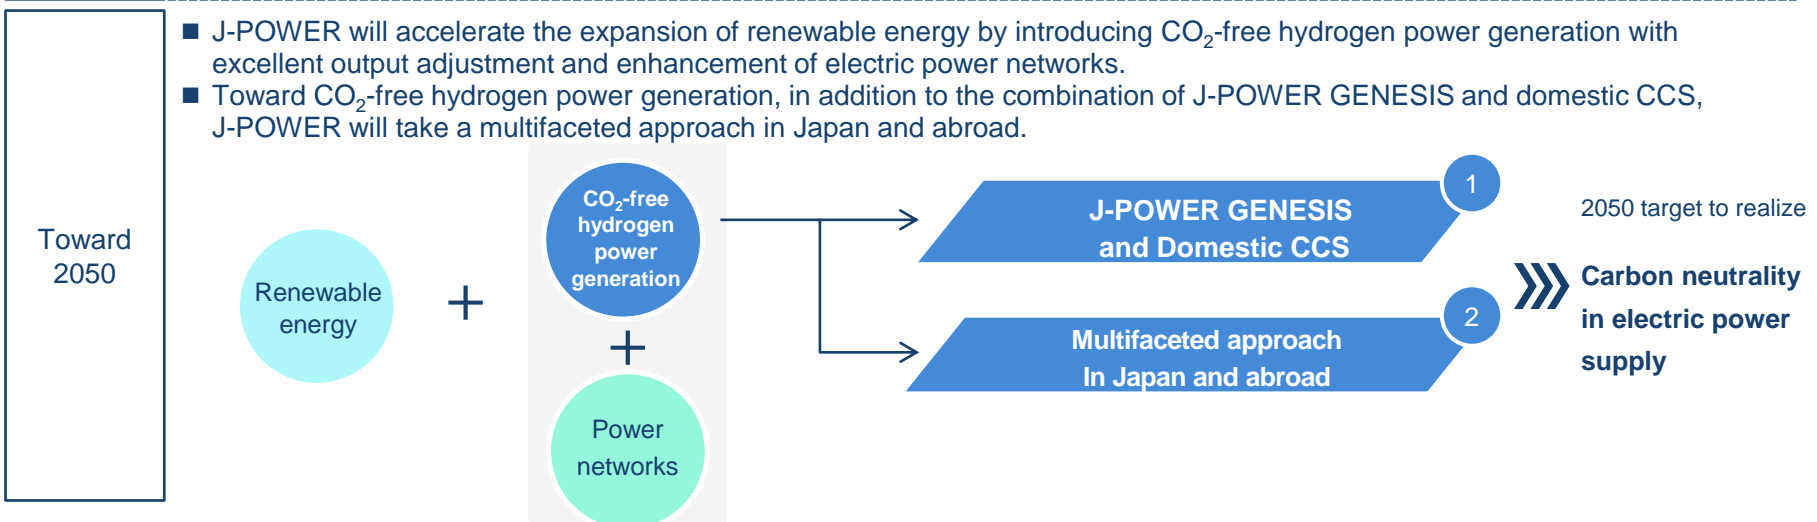 Toward
2050
■ J-POWER will accelerate the expansion of renewable energy by introducing CO₂-free hydrogen power generation with
excellent output adjustment and enhancement of electric power networks.
■ Toward CO₂-free hydrogen power generation, in addition to the combination of J-POWER GENESIS and domestic CCS,
J-POWER will take a multifaceted approach in Japan and abroad.
Renewable
energy
+
CO₂-free
hydrogen
power
generation
+
Power
networks
1
J-POWER GENESIS
and Domestic CCS
2
Multifaceted approach
In Japan and abroad
2050 target to realize
Carbon neutrality
in electric power
supply